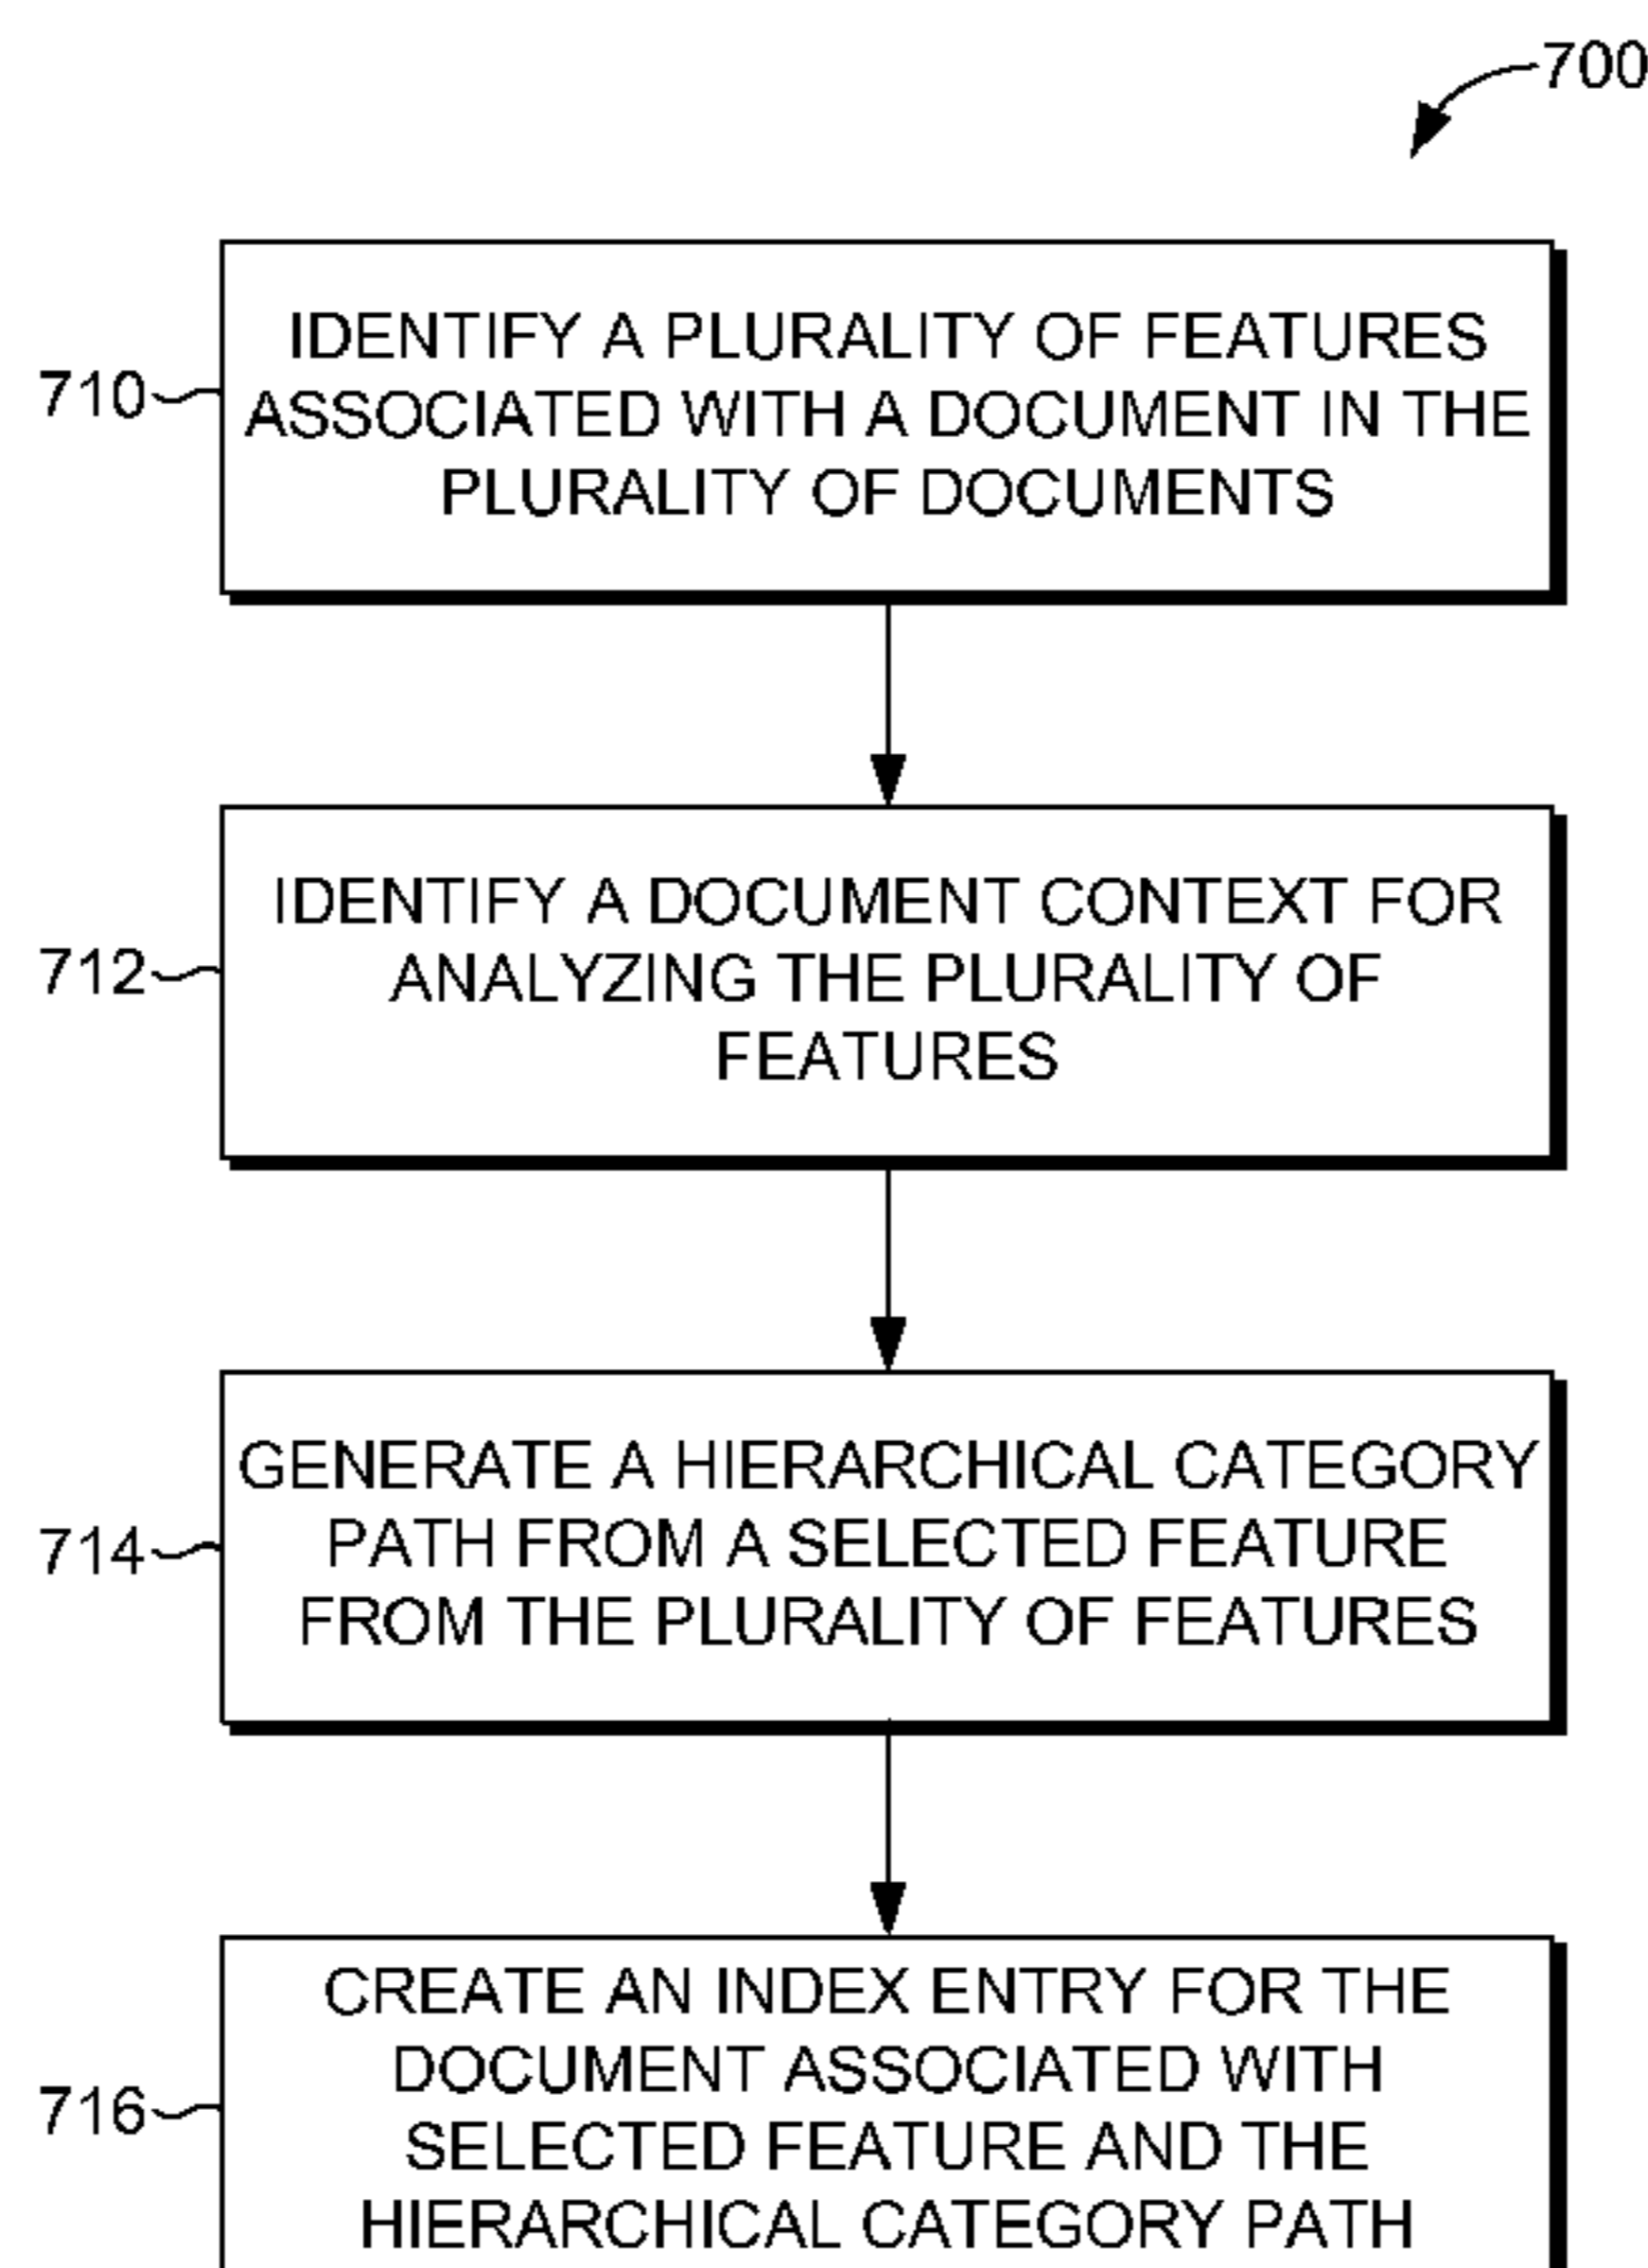 700
710
IDENTIFY A PLURALITY OF FEATURES
ASSOCIATED WITH A DOCUMENT IN THE
PLURALITY OF DOCUMENTS
712
IDENTIFY A DOCUMENT CONTEXT FOR
ANALYZING THE PLURALITY OF
FEATURES
714
GENERATE A HIERARCHICAL CATEGORY
PATH FROM A SELECTED FEATURE
FROM THE PLURALITY OF FEATURES
716
CREATE AN INDEX ENTRY FOR THE
DOCUMENT ASSOCIATED WITH
SELECTED FEATURE AND THE
HIERARCHICAL CATEGORY PATH